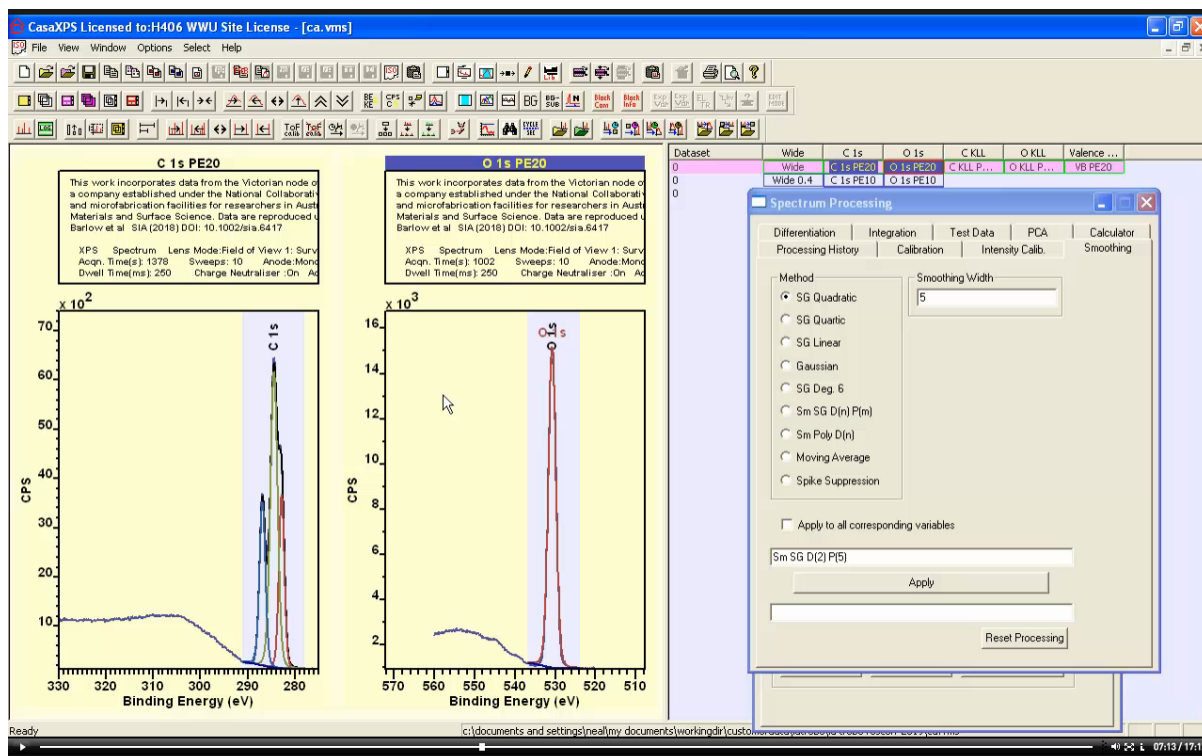 CasaXPS Licensed to:H406 WWU Site License - [ca.vms]
File View Window Options Select Help
C 1s PE20
This work incorporates data from the Victorian node of
a company established under the National Collaborati
and microfabrication facilities for researchers in Aust
Materials and Surface Science. Data are reproduced u
Barlow et al SIA (2018) DOI: 10.1002/sia.6417
XPS Spectrum Lens Mode:Field of View 1: Surv
Acqn. Time(s): 1378 Sweeps: 10 Anode:Mono
Dwell Time(ms): 250 Charge Neutraliser :On Ac
x 10 2
70
60
50
40
30
20
10
CPS
C 1s
330 320 310 300 290 280
Binding Energy (eV)
O 1s PE20
This work incorporates data from the Victorian node o
a company established under the National Collaborativ
and microfabrication facilities for researchers in Austr
Materials and Surface Science. Data are reproduced u
Barlow et al SIA (2018) DOI: 10.1002/sia.6417
XPS Spectrum Lens Mode:Field of View 1: Surv
Acqn. Time(s): 1002 Sweeps: 10 Anode:Mono
Dwell Time(ms): 250 Charge Neutraliser :On Ac
x 10 3
16
14
12
10
8
6
4
2
CPS
O 1s
O 1s
570 560 550 540 530 520 510
Binding Energy (eV)
Dataset Wide C 1s O 1s C KLL O KLL Valence ...
0 Wide C 1s PE20 O 1s PE20 C KLL P... O KLL P... VB PE20
0 Wide 0.4 C 1s PE10 O 1s PE10
0
Spectrum Processing
Differentiation Integration Test Data PCA Calculator
Processing History Calibration Intensity Calib. Smoothing
Method
SG Quadratic
SG Quartic
SG Linear
Gaussian
SG Deg. 6
Sm SG D(n) P(m)
Sm Poly D(n)
Moving Average
Spike Suppression
Smoothing Width
5
Apply to all corresponding variables
Sm SG D(2) P(5)
Apply
Reset Processing
Ready
07:13